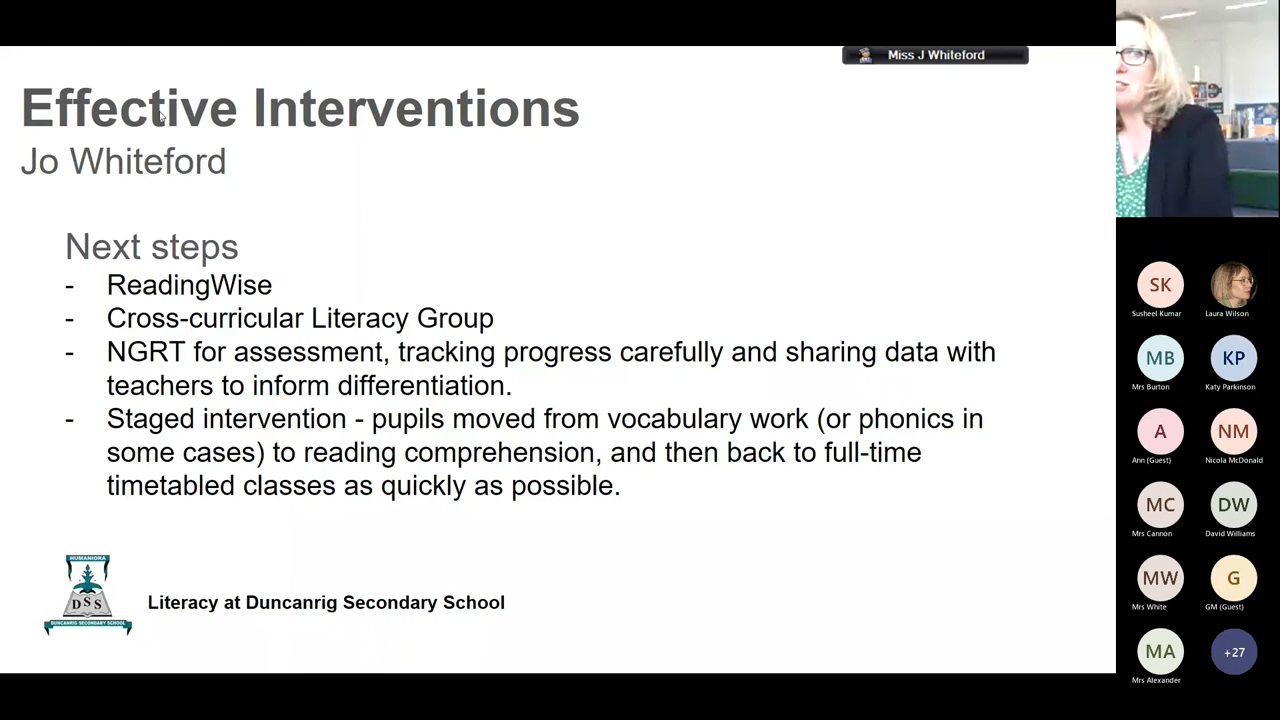 Miss J Whiteford
Effective Interventions
Jo Whiteford
Next steps
- ReadingWise
- Cross-curricular Literacy Group
- NGRT for assessment, tracking progress carefully and sharing data with
teachers to inform differentiation.
- Staged intervention - pupils moved from vocabulary work (or phonics in
some cases) to reading comprehension, and then back to full-time
timetabled classes as quickly as possible.
HUMANIORA
DSS
DUNCANRIG SECONDARY SCHOOL
Literacy at Duncanrig Secondary School
SK
Susheel Kumar
Laura Wilson
MB
Mrs Burton
KP
Katy Parkinson
A
Ann (Guest)
NM
Nicola McDonald
MC
Mrs Cannon
DW
David Williams
MW
Mrs White
G
GM (Guest)
MA
Mrs Alexander
+27